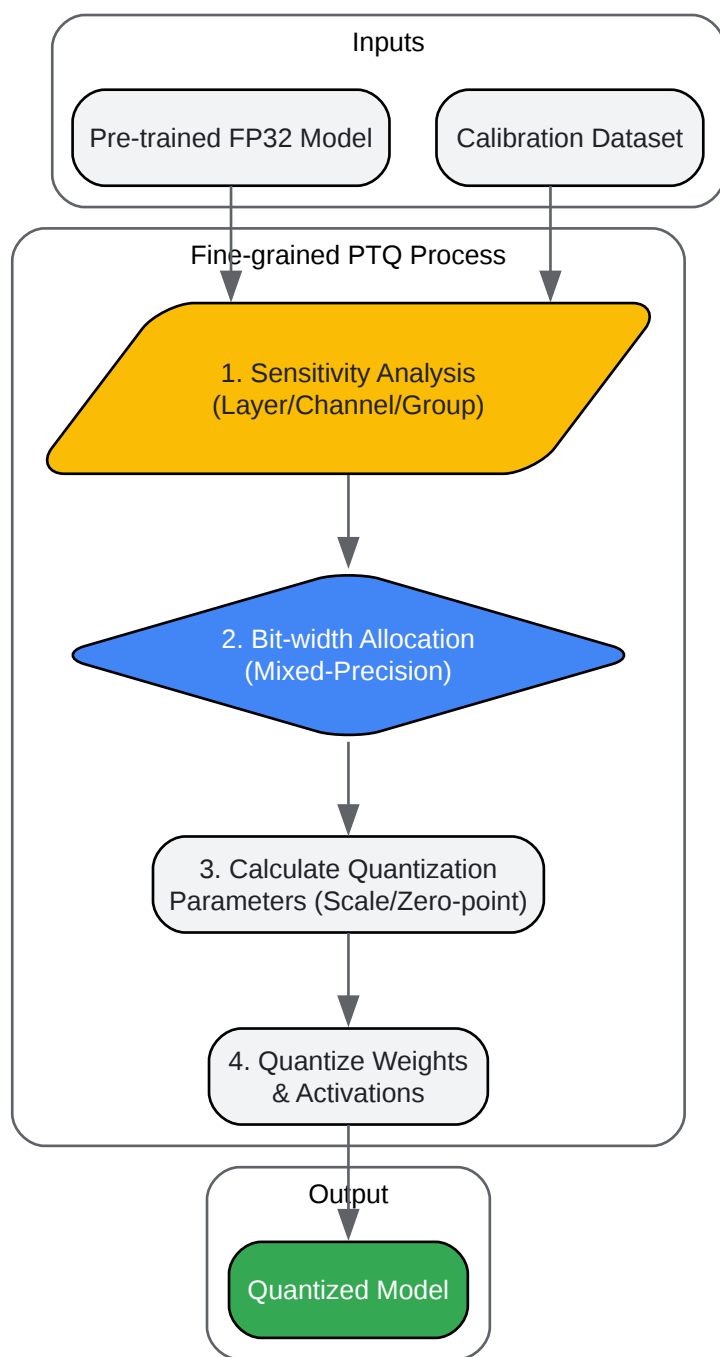 Inputs
Pre-trained FP32 Model
Calibration Dataset
Fine-grained PTQ Process
1. Sensitivity Analysis
(Layer/Channel/Group)
2. Bit-width Allocation
(Mixed-Precision)
3. Calculate Quantization
Parameters (Scale/Zero-point)
4. Quantize Weights
& Activations
Output
Quantized Model